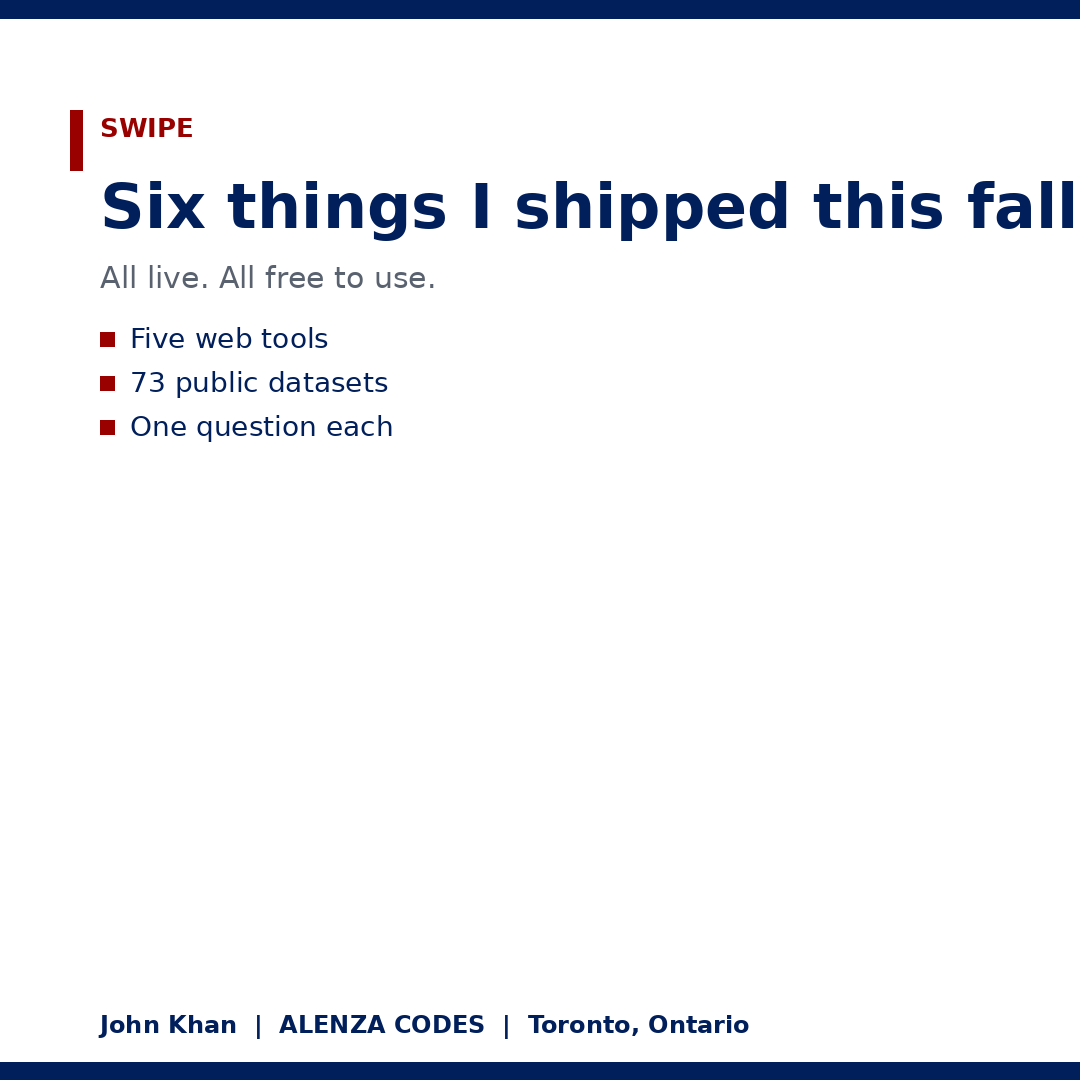 SWIPE
Six things I shipped this fall
All live. All free to use.
Five web tools
73 public datasets
One question each
John Khan | ALENZA CODES | Toronto, Ontario